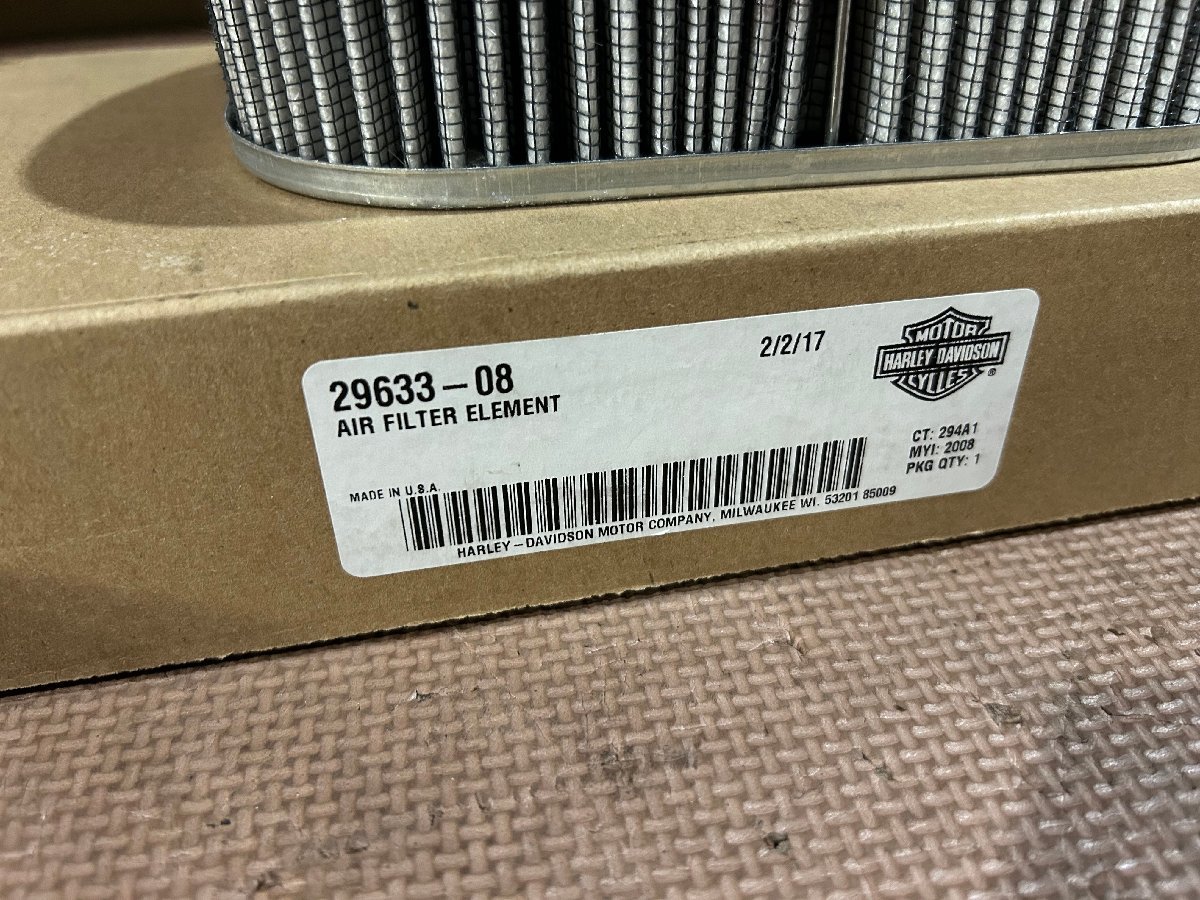 2/2/17
MOTOR
HARLEY-DAVIDSON
CYCLES
®
29633-08
AIR FILTER ELEMENT
CT: 294A1
MYI: 2008
PKG QTY: 1
MADE IN U.S.A.
HARLEY-DAVIDSON MOTOR COMPANY, MILWAUKEE WI. 53201 85009